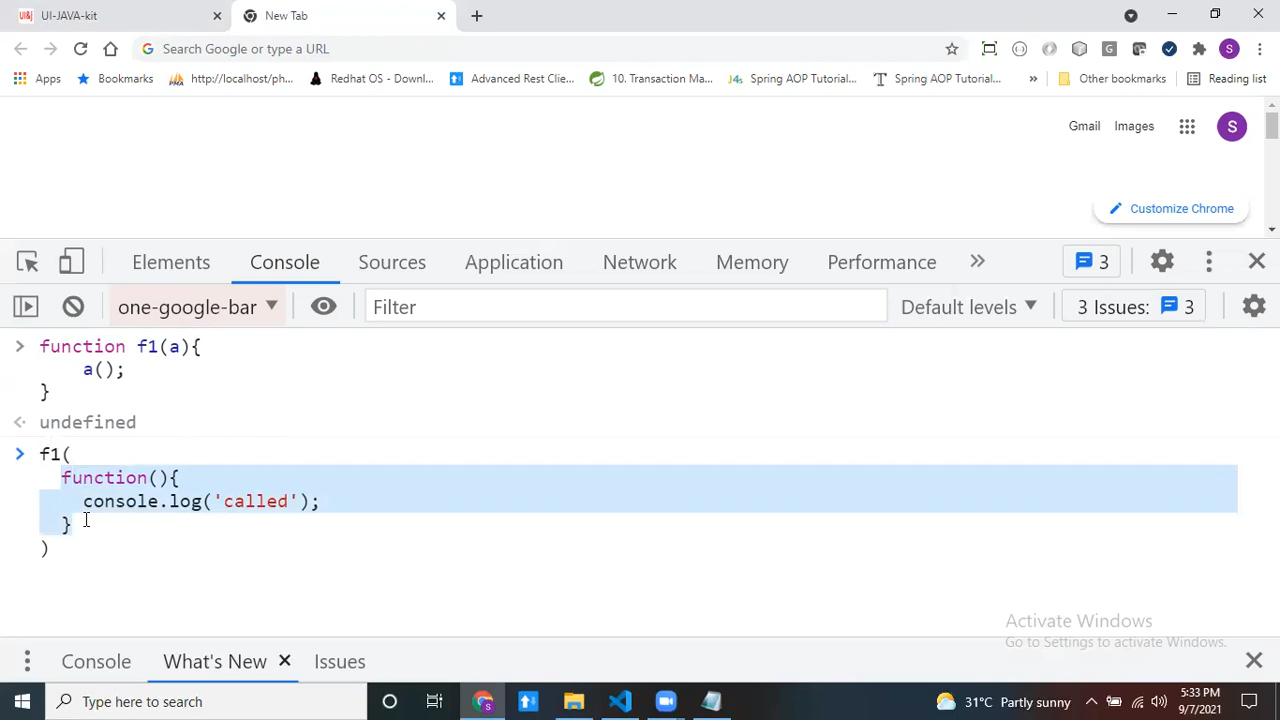 UI-JAVA-kit
New Tab
Search Google or type a URL
S
Apps
Bookmarks
http://localhost/ph...
Redhat OS - Downl...
Advanced Rest Clie...
10. Transaction Ma...
Spring AOP Tutorial...
Spring AOP Tutorial...
»
Other bookmarks
Reading list
Gmail
Images
S
Customize Chrome
Elements
Console
Sources
Application
Network
Memory
Performance
»
3
one-google-bar
Filter
Default levels
3 Issues:
3
function f1(a){
a();
}
undefined
f1(
function(){
console.log('called');
}
)
Activate Windows
Go to Settings to activate Windows.
Console
What's New
Issues
Type here to search
31°C Partly sunny
5:33 PM
9/7/2021